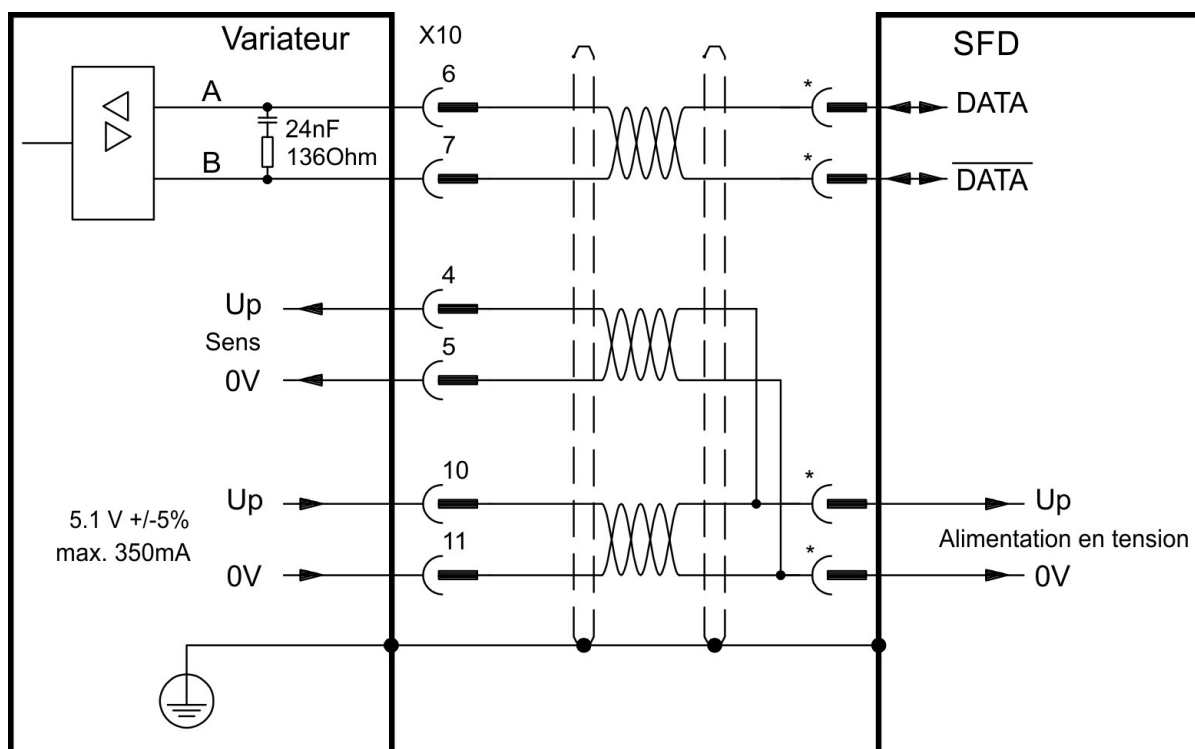 Variateur
X10
SFD
6
A
*
DATA
24nF
136Ohm
7
B
*
DATA
4
Up
Sens
5
0V
10
Up
*
Up
5.1 V +/-5%
max. 350mA
Alimentation en tension
11
0V
*
0V